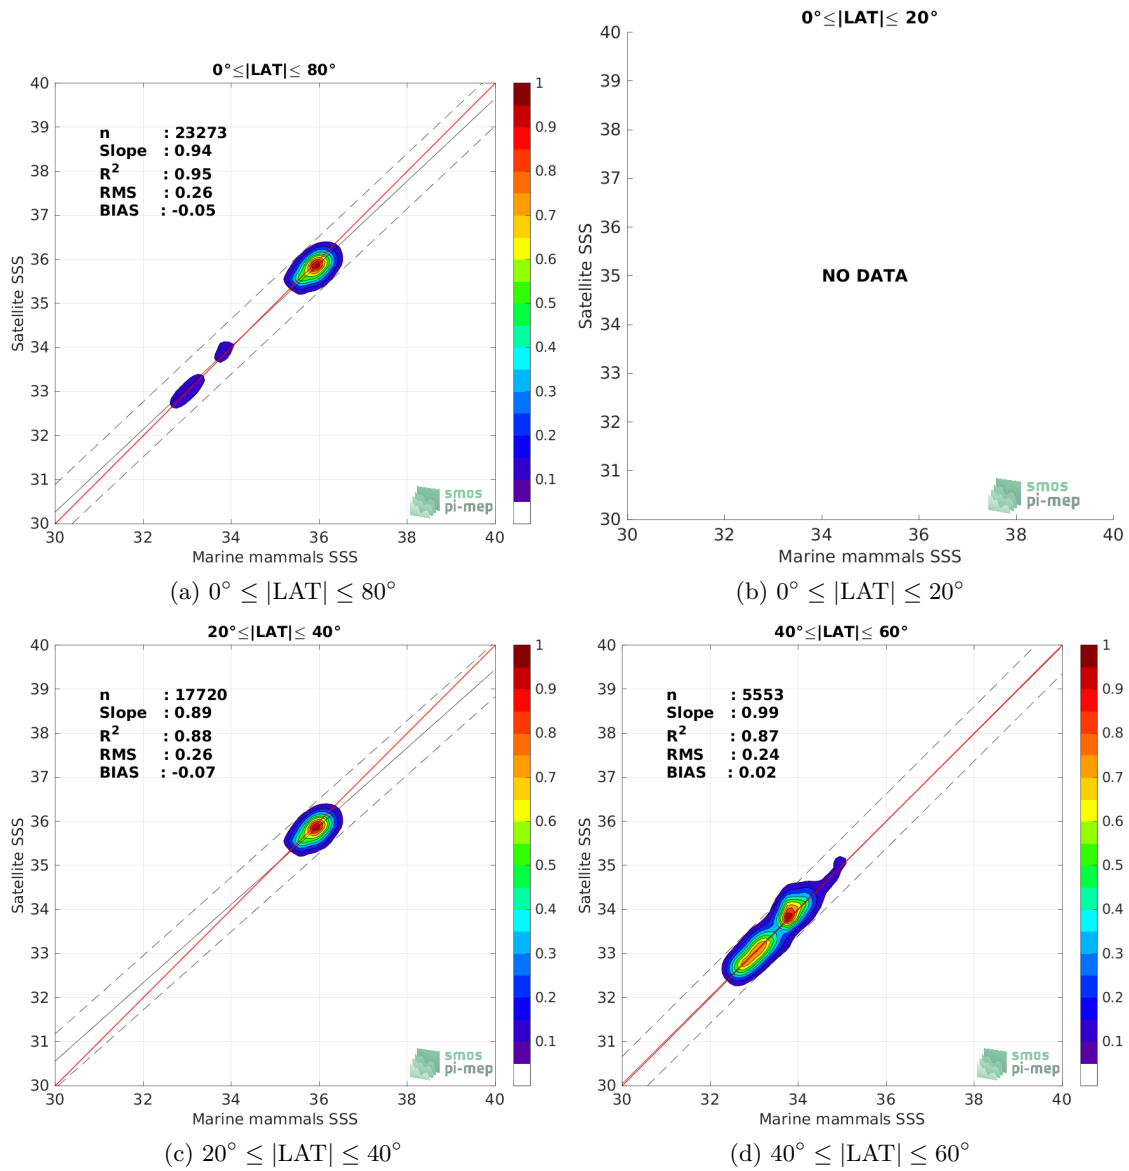 0°≤|LAT|≤ 80°
40
39
38
37
36
35
34
33
32
31
30
Satellite SSS
n : 23273
Slope : 0.94
R² : 0.95
RMS : 0.26
BIAS : -0.05
smos
pi-mep
30 32 34 36 38 40
Marine mammals SSS
1
0.9
0.8
0.7
0.6
0.5
0.4
0.3
0.2
0.1
(a) 0° ≤ |LAT| ≤ 80°
0°≤|LAT|≤ 20°
40
39
38
37
36
35
34
33
32
31
30
Satellite SSS
NO DATA
smos
pi-mep
30 32 34 36 38 40
Marine mammals SSS
(b) 0° ≤ |LAT| ≤ 20°
20°≤|LAT|≤ 40°
40
39
38
37
36
35
34
33
32
31
30
Satellite SSS
n : 17720
Slope : 0.89
R² : 0.88
RMS : 0.26
BIAS : -0.07
smos
pi-mep
30 32 34 36 38 40
Marine mammals SSS
1
0.9
0.8
0.7
0.6
0.5
0.4
0.3
0.2
0.1
(c) 20° ≤ |LAT| ≤ 40°
40°≤|LAT|≤ 60°
40
39
38
37
36
35
34
33
32
31
30
Satellite SSS
n : 5553
Slope : 0.99
R² : 0.87
RMS : 0.24
BIAS : 0.02
smos
pi-mep
30 32 34 36 38 40
Marine mammals SSS
1
0.9
0.8
0.7
0.6
0.5
0.4
0.3
0.2
0.1
(d) 40° ≤ |LAT| ≤ 60°